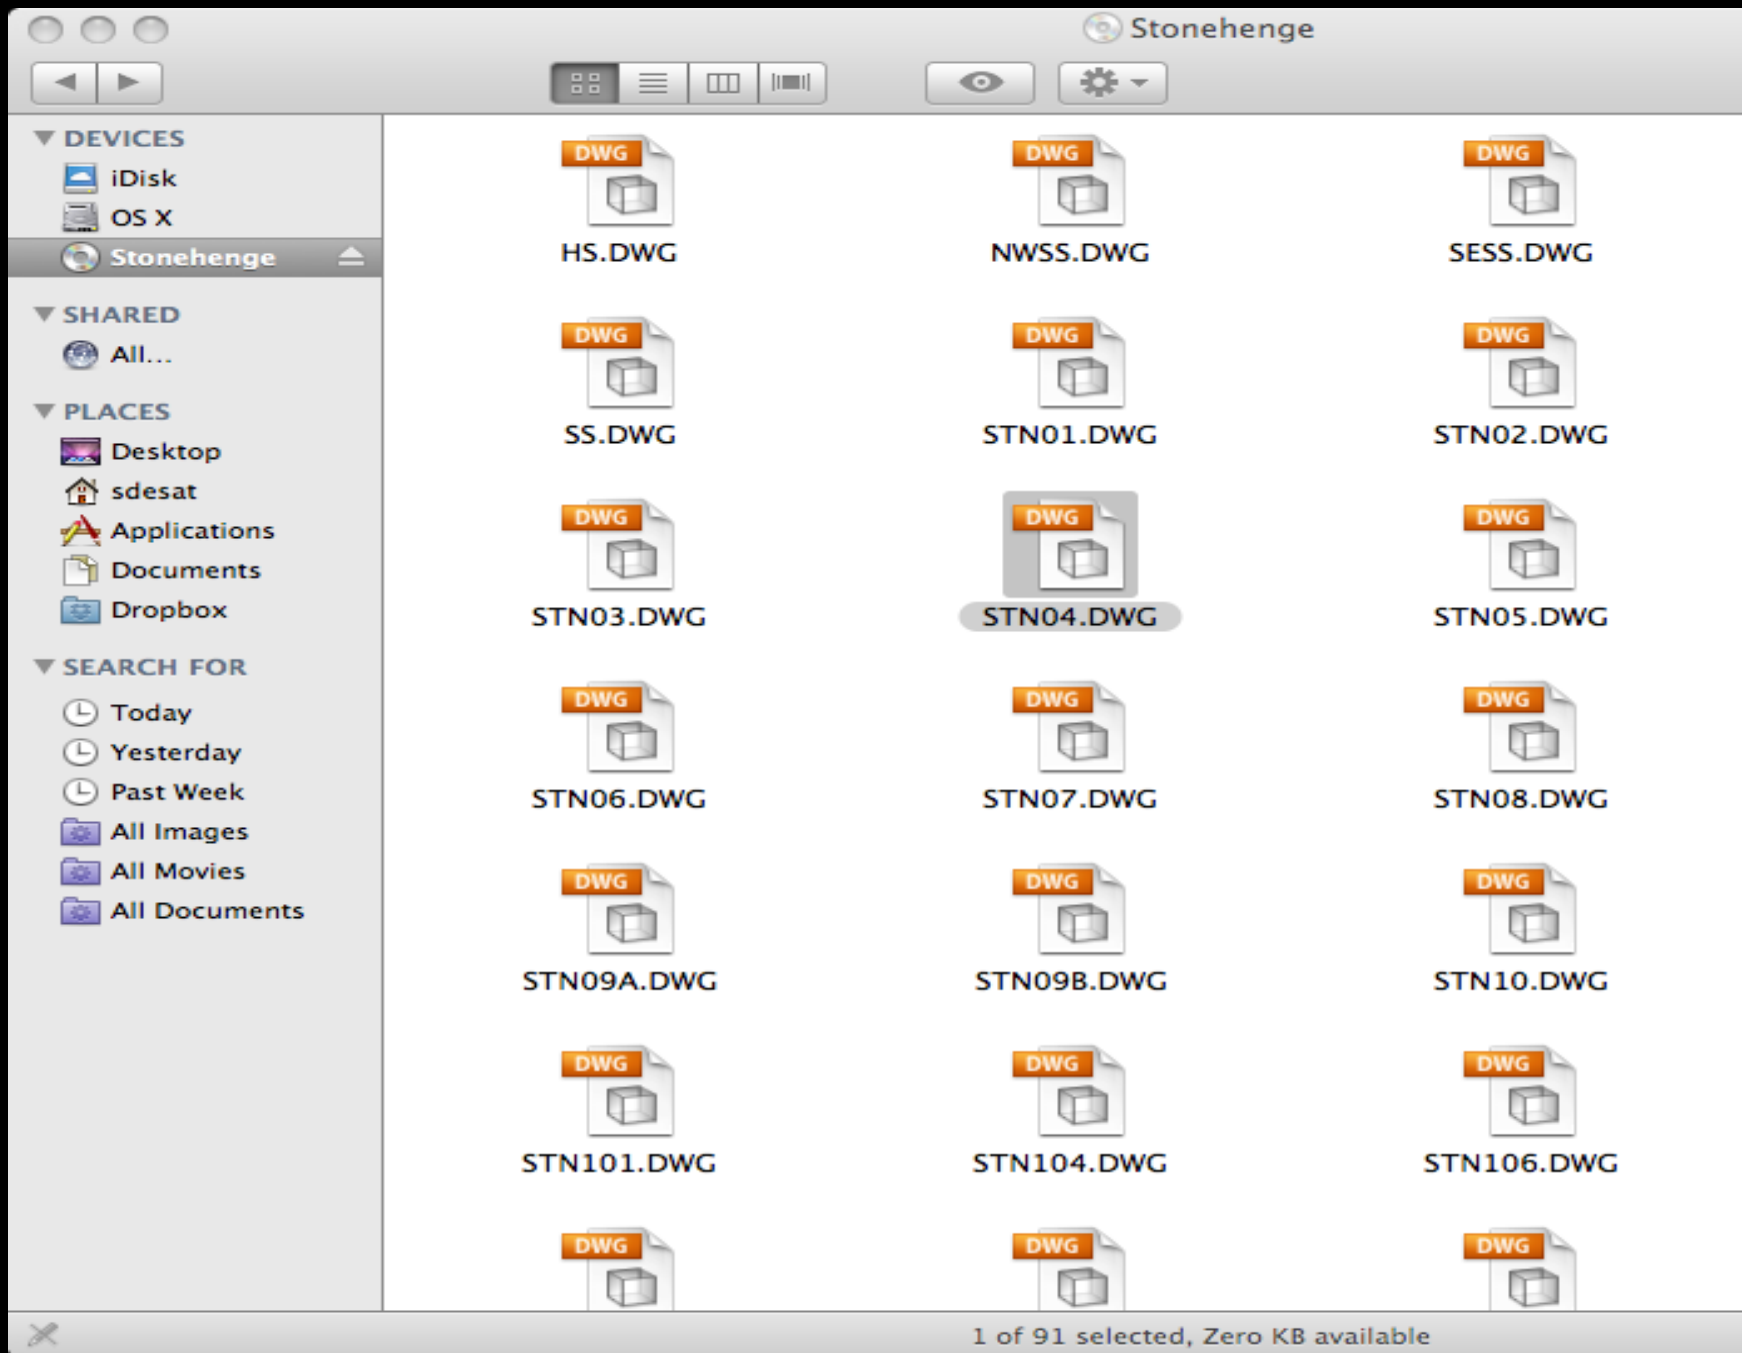 Stonehenge
DEVICES
iDisk
OS X
Stonehenge
SHARED
All...
PLACES
Desktop
sdesat
Applications
Documents
Dropbox
SEARCH FOR
Today
Yesterday
Past Week
All Images
All Movies
All Documents
DWG DWG DWG
HS.DWG NWSS.DWG SESS.DWG
DWG DWG DWG
SS.DWG STN01.DWG STN02.DWG
DWG DWG DWG
STN03.DWG STN04.DWG STN05.DWG
DWG DWG DWG
STN06.DWG STN07.DWG STN08.DWG
DWG DWG DWG
STN09A.DWG STN09B.DWG STN10.DWG
DWG DWG DWG
STN101.DWG STN104.DWG STN106.DWG
DWG DWG DWG
1 of 91 selected, Zero KB available